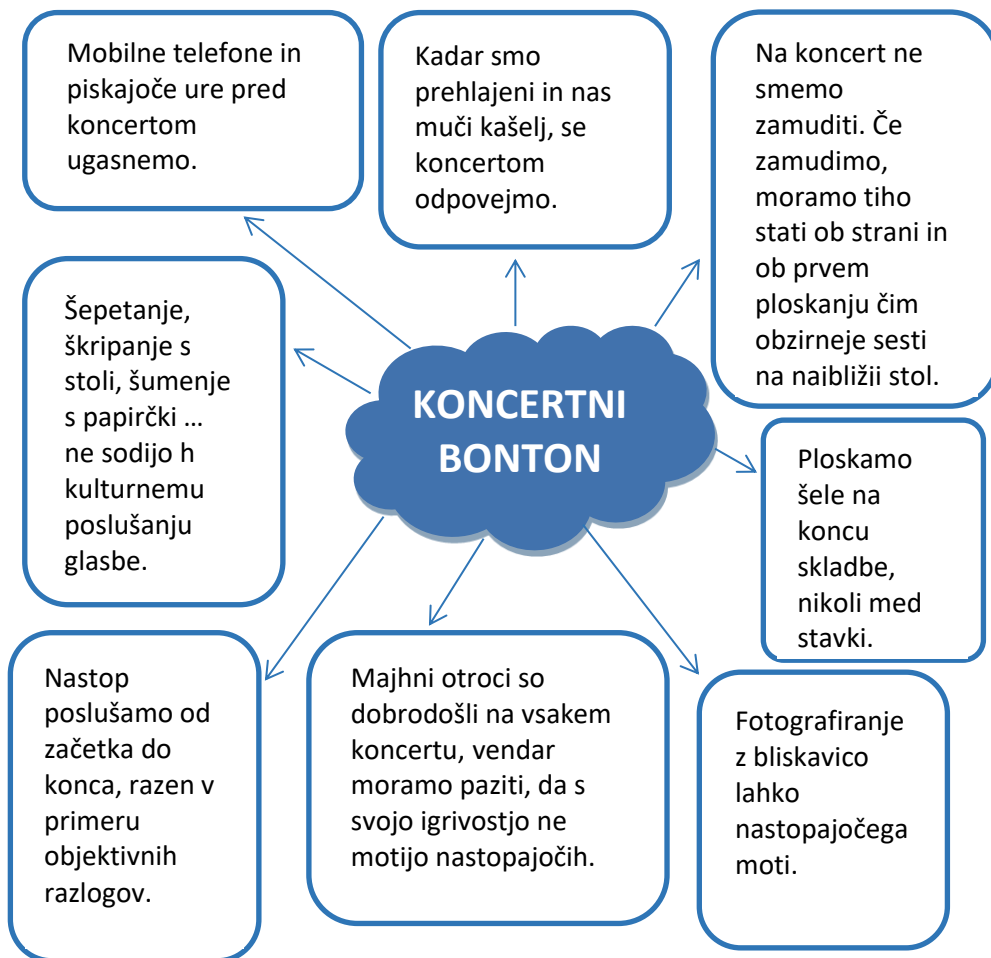 Mobilne telefone in
piskajoče ure pred
koncertom
ugasnemo.
Kadar smo
prehlajeni in nas
muči kašelj, se
koncertom
odpovejmo.
Na koncert ne
smemo
zamuditi. Če
zamudimo,
moramo tiho
stati ob strani in
ob prvem
ploskanju čim
obzirneje sesti
na najbližji stol.
Šepetanje,
škripanje s
stoli, šumenje
s papirčki …
ne sodijo h
kulturnemu
poslušanju
glasbe.
KONCERTNI
BONTON
Ploskamo
šele na
koncu
skladbe,
nikoli med
stavki.
Nastop
poslušamo od
začetka do
konca, razen v
primeru
objektivnih
razlogov.
Majhni otroci so
dobrodošli na vsakem
koncertu, vendar
moramo paziti, da s
svojo igrivostjo ne
motijo nastopajočih.
Fotografiranje
z bliskavico
lahko
nastopajočega
moti.